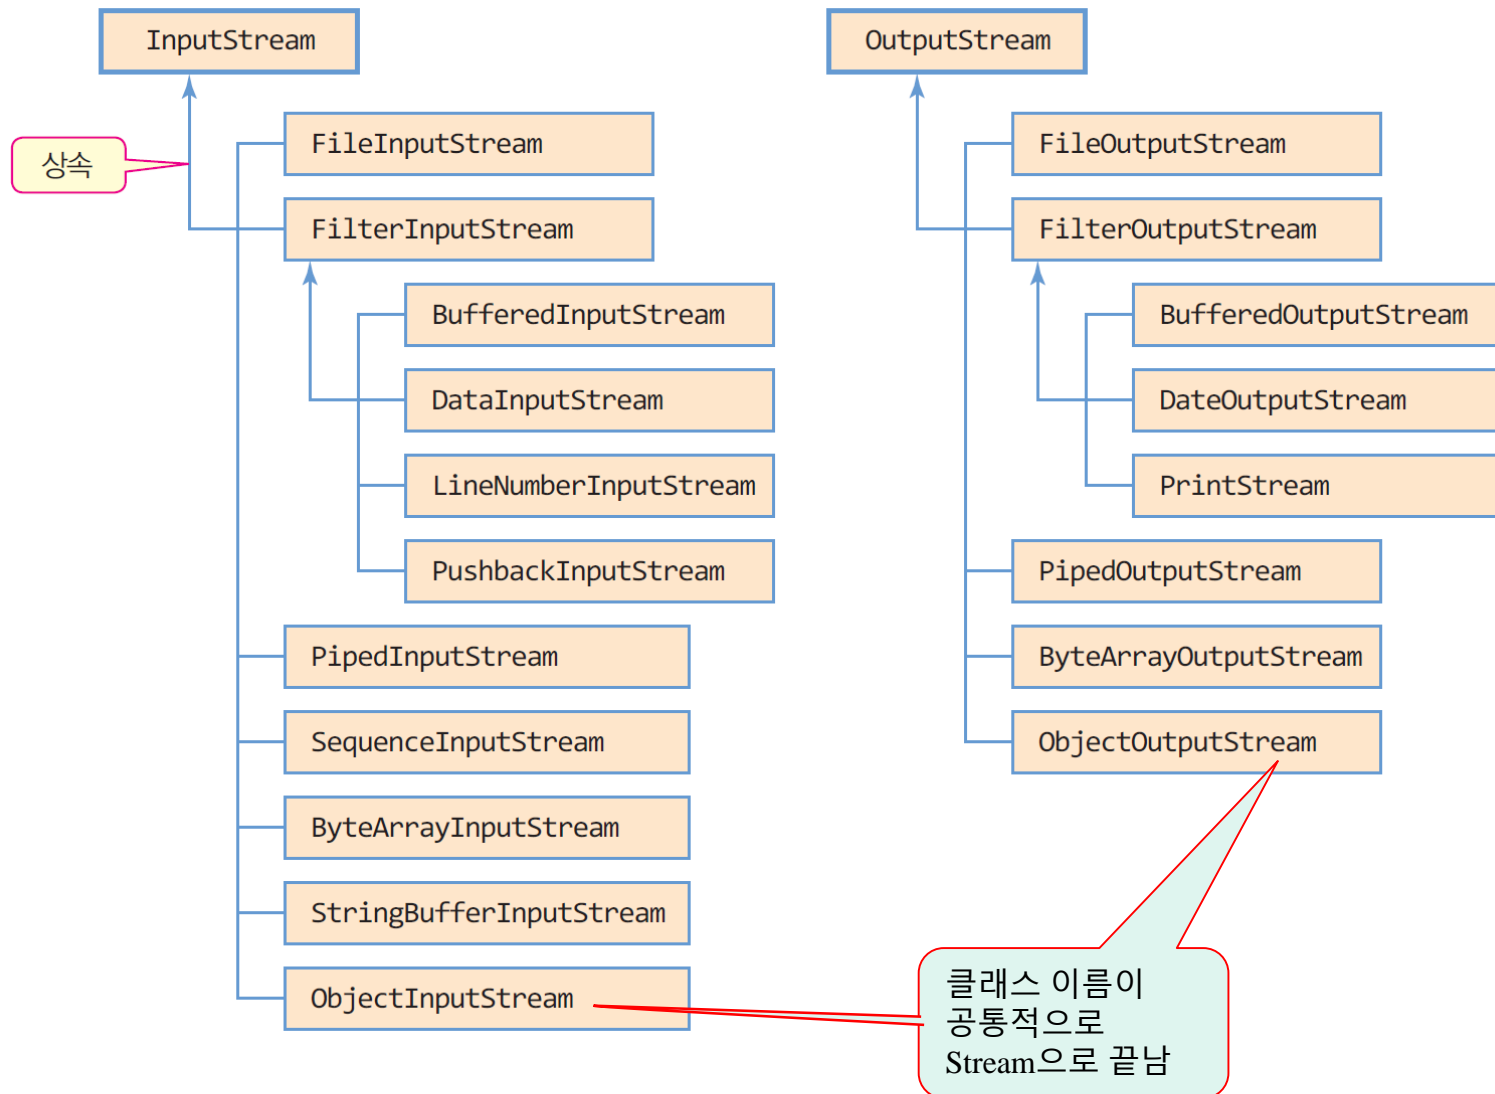 InputStream
상속
FileInputStream
FilterInputStream
BufferedInputStream
DataInputStream
LineNumberInputStream
PushbackInputStream
PipedInputStream
SequenceInputStream
ByteArrayInputStream
StringBufferInputStream
ObjectInputStream
OutputStream
FileOutputStream
FilterOutputStream
BufferedOutputStream
DateOutputStream
PrintStream
PipedOutputStream
ByteArrayOutputStream
ObjectOutputStream
클래스 이름이
공통적으로
Stream으로 끝남